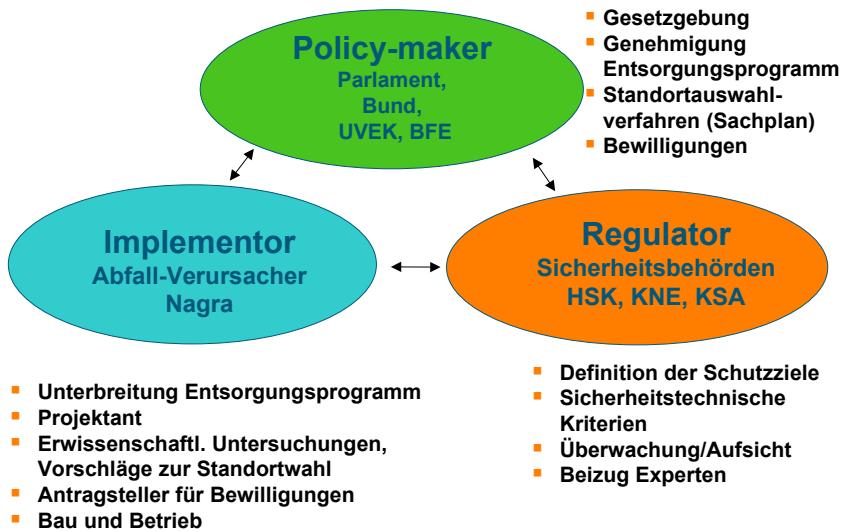 Policy-maker
Parlament,
Bund,
UVEK, BFE
Gesetzgebung
Genehmigung
Entsorgungsprogramm
Standortauswahl-
verfahren (Sachplan)
Bewilligungen
Implementor
Abfall-Verursacher
Nagra
Regulator
Sicherheitsbehörden
HSK, KNE, KSA
Unterbreitung Entsorgungsprogramm
Projektant
Erwissenschaftl. Untersuchungen,
Vorschläge zur Standortwahl
Antragsteller für Bewilligungen
Bau und Betrieb
Definition der Schutzziele
Sicherheitstechnische
Kriterien
Überwachung/Aufsicht
Beizug Experten